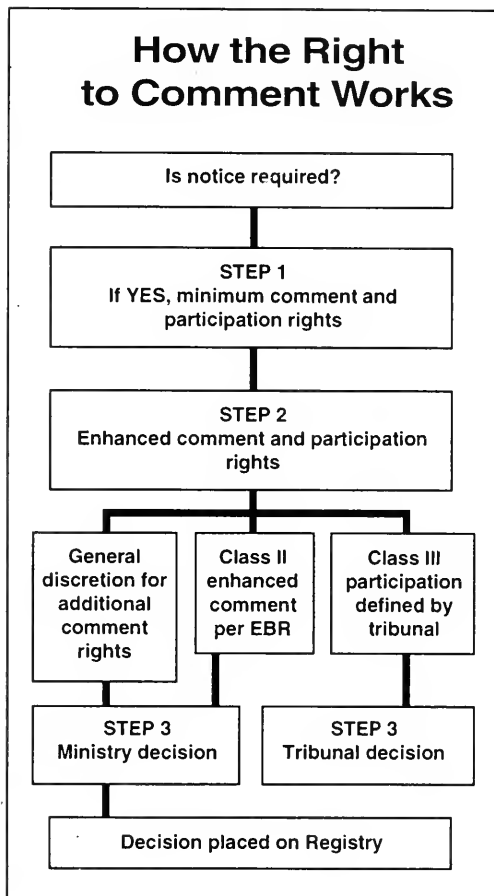 How the Right
to Comment Works
Is notice required?
STEP 1
If YES, minimum comment and
participation rights
STEP 2
Enhanced comment and participation
rights
General
discretion for
additional
comment
rights
Class II
enhanced
comment
per EBR
Class III
participation
defined by
tribunal
STEP 3
Ministry decision
STEP 3
Tribunal decision
Decision placed on Registry